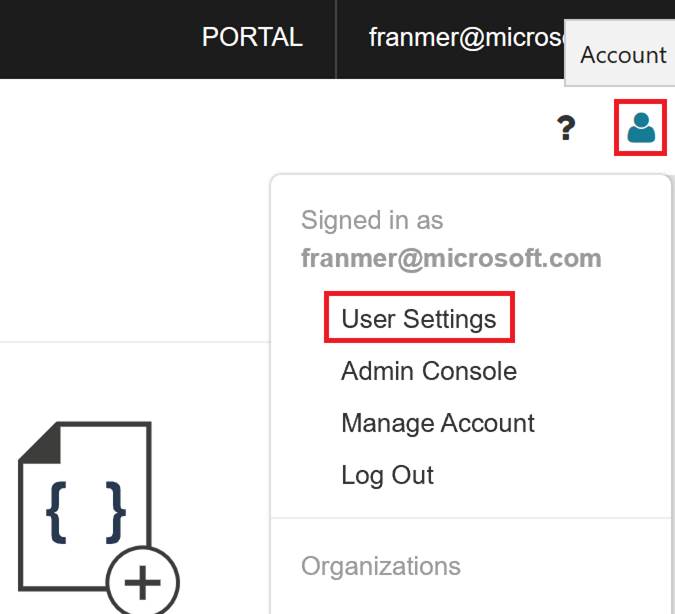 PORTAL
franmer@micros
Account
?
Signed in as
franmer@microsoft.com
User Settings
Admin Console
Manage Account
Log Out
{ }
Organizations